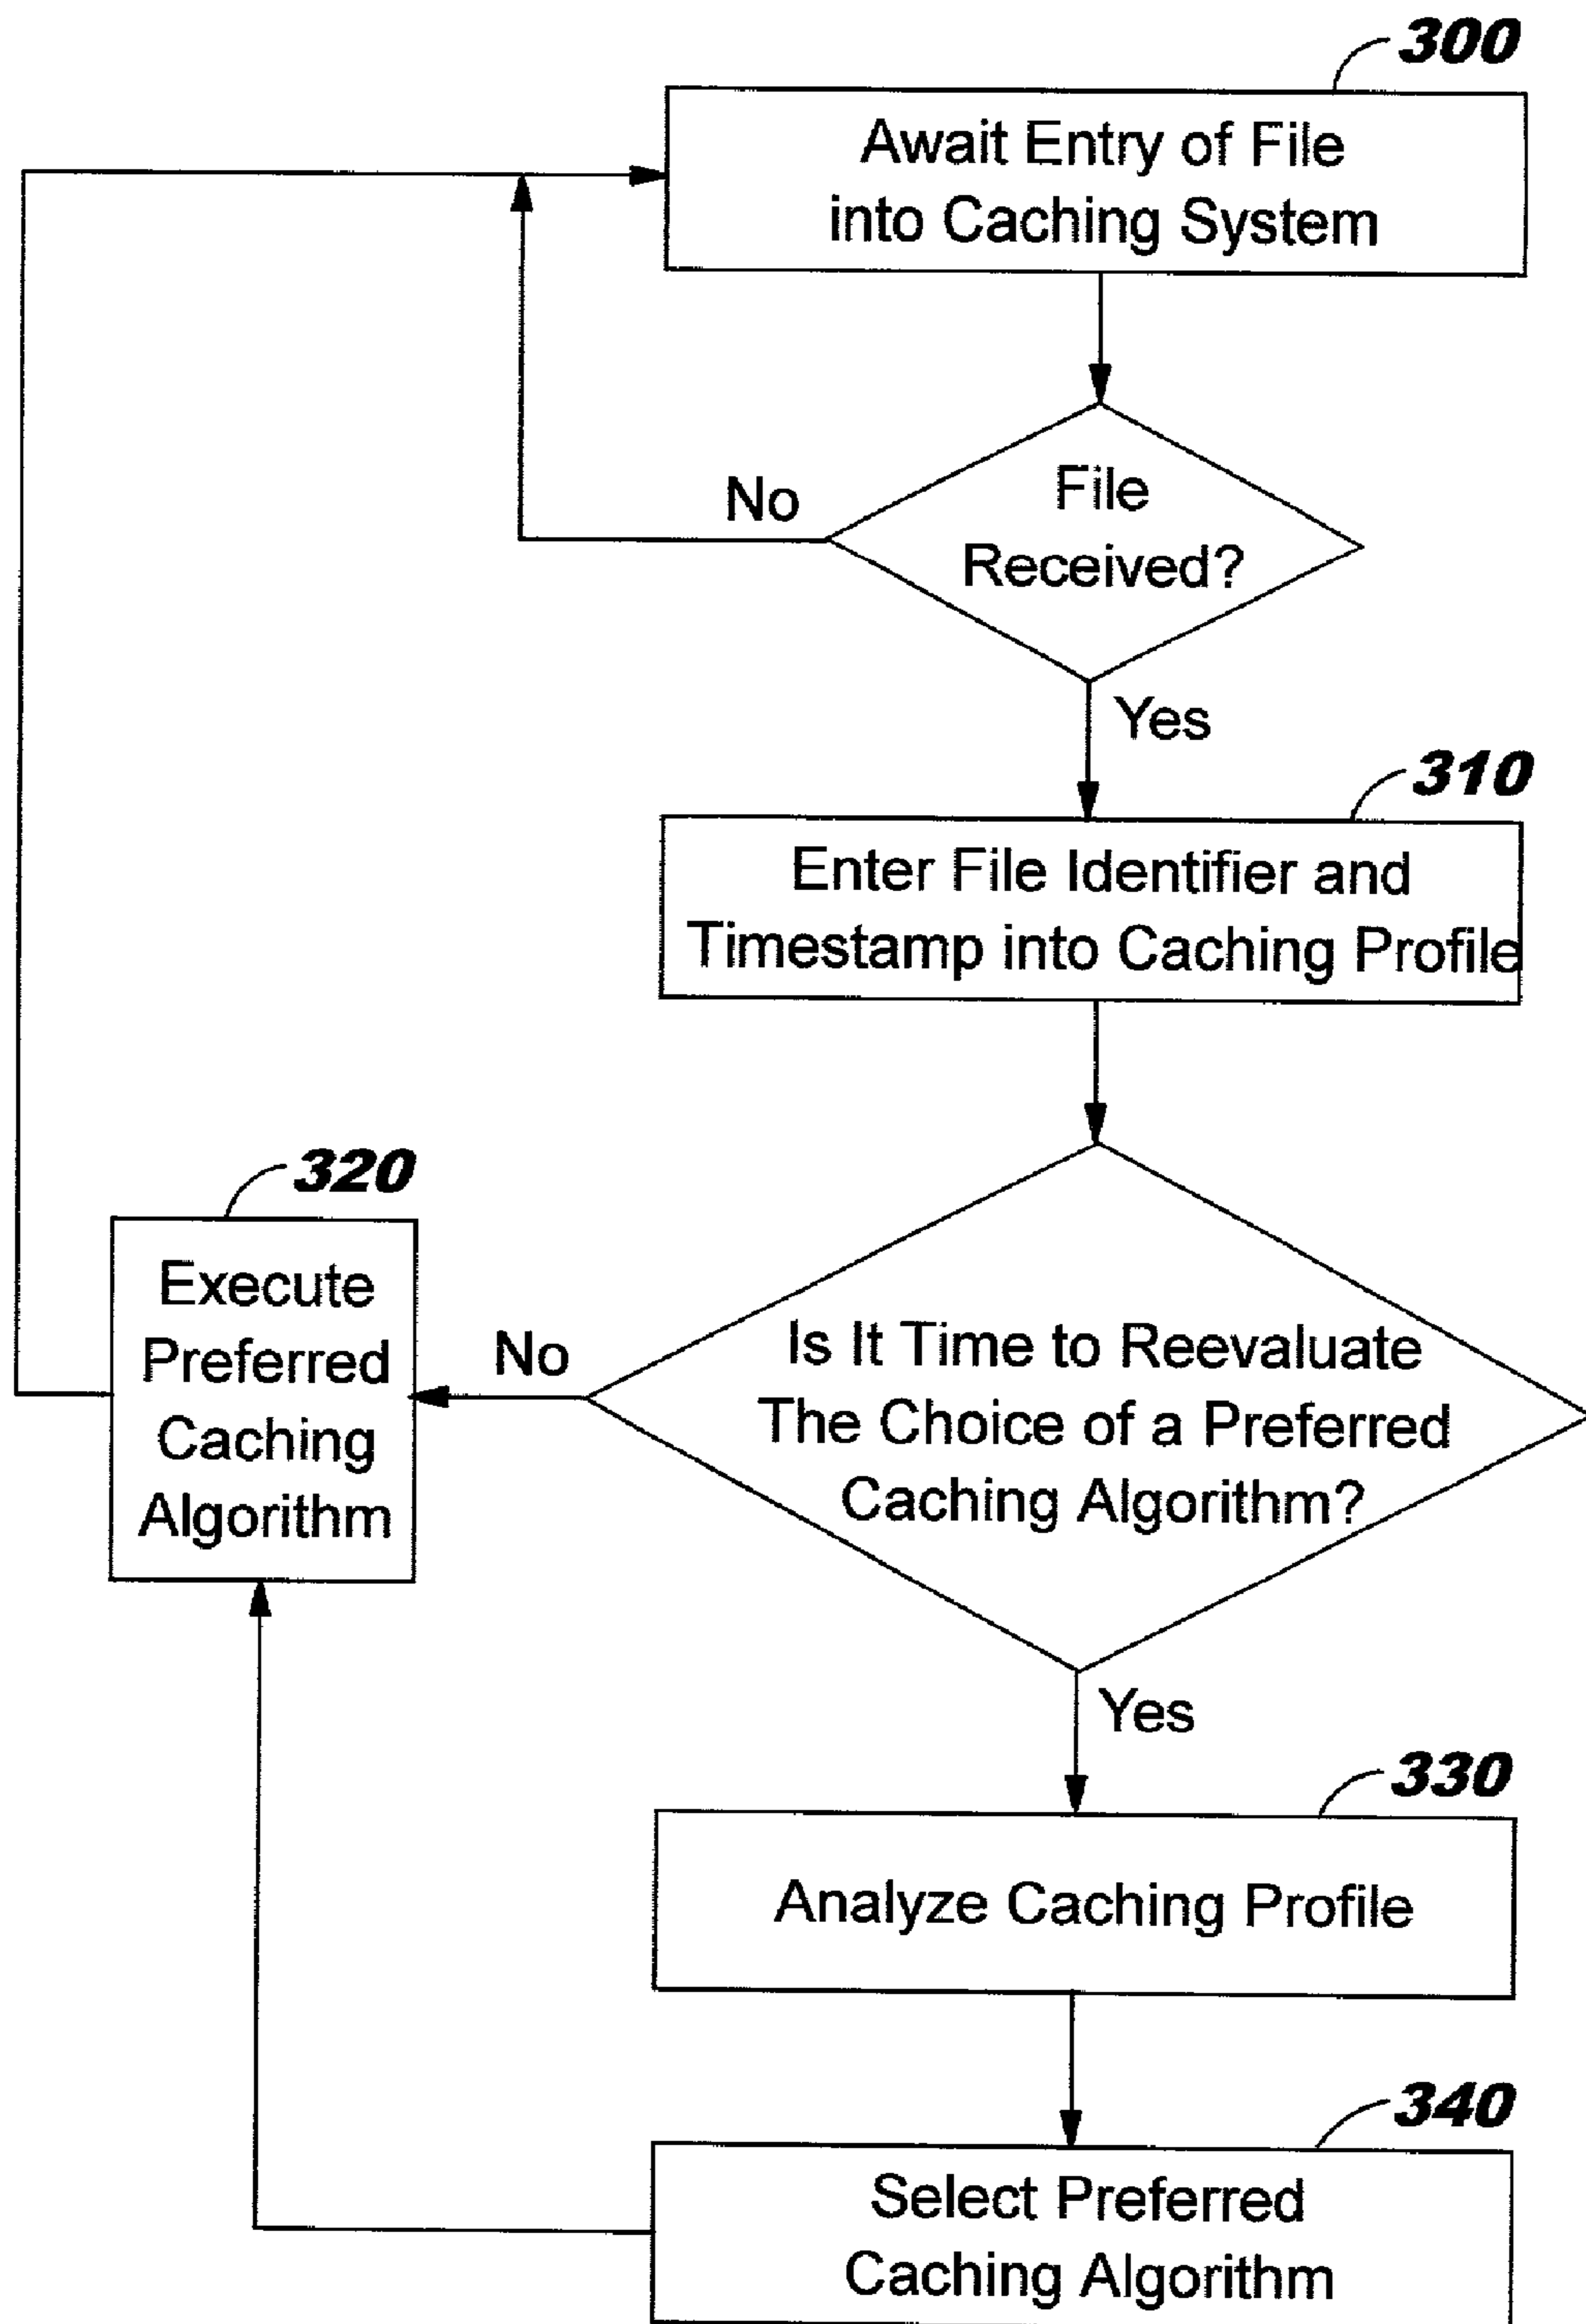 300
Await Entry of File
into Caching System
File
Received?
No
Yes
310
Enter File Identifier and
Timestamp into Caching Profile
320
Execute
Preferred
Caching
Algorithm
No
Is It Time to Reevaluate
The Choice of a Preferred
Caching Algorithm?
Yes
330
Analyze Caching Profile
340
Select Preferred
Caching Algorithm